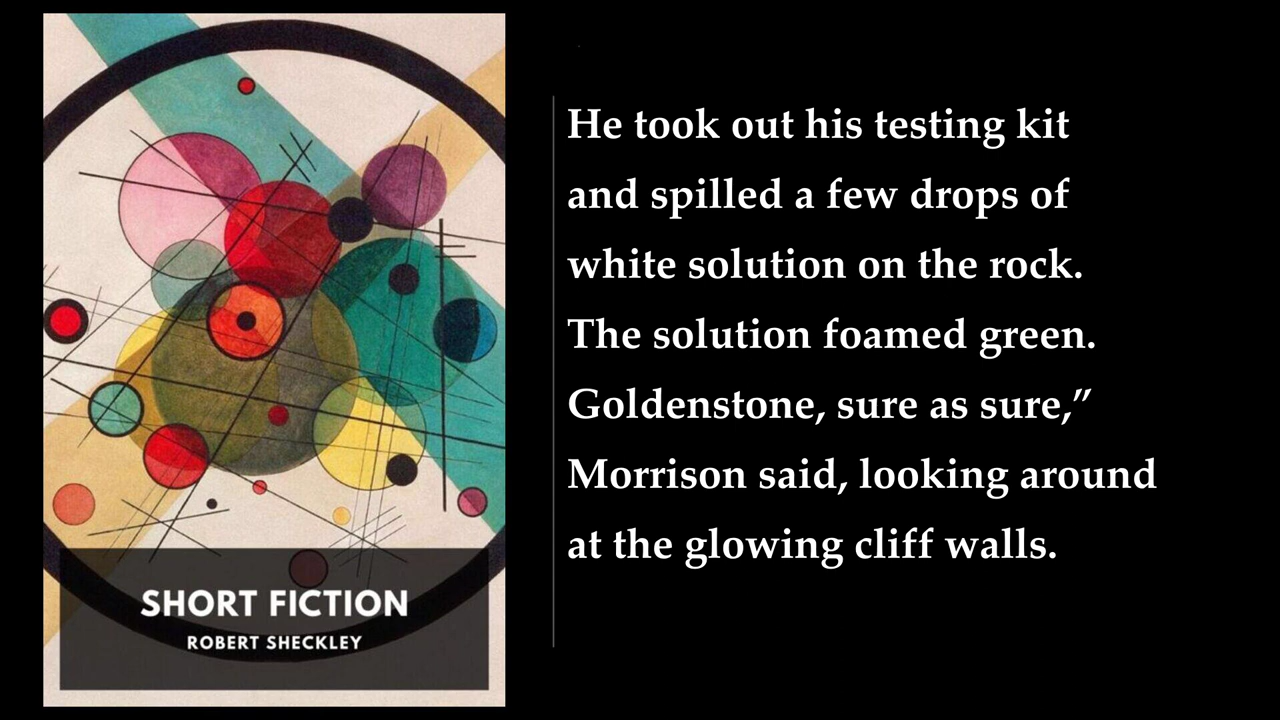 SHORT FICTION
ROBERT SHECKLEY
He took out his testing kit
and spilled a few drops of
white solution on the rock.
The solution foamed green.
Goldenstone, sure as sure,”
Morrison said, looking around
at the glowing cliff walls.